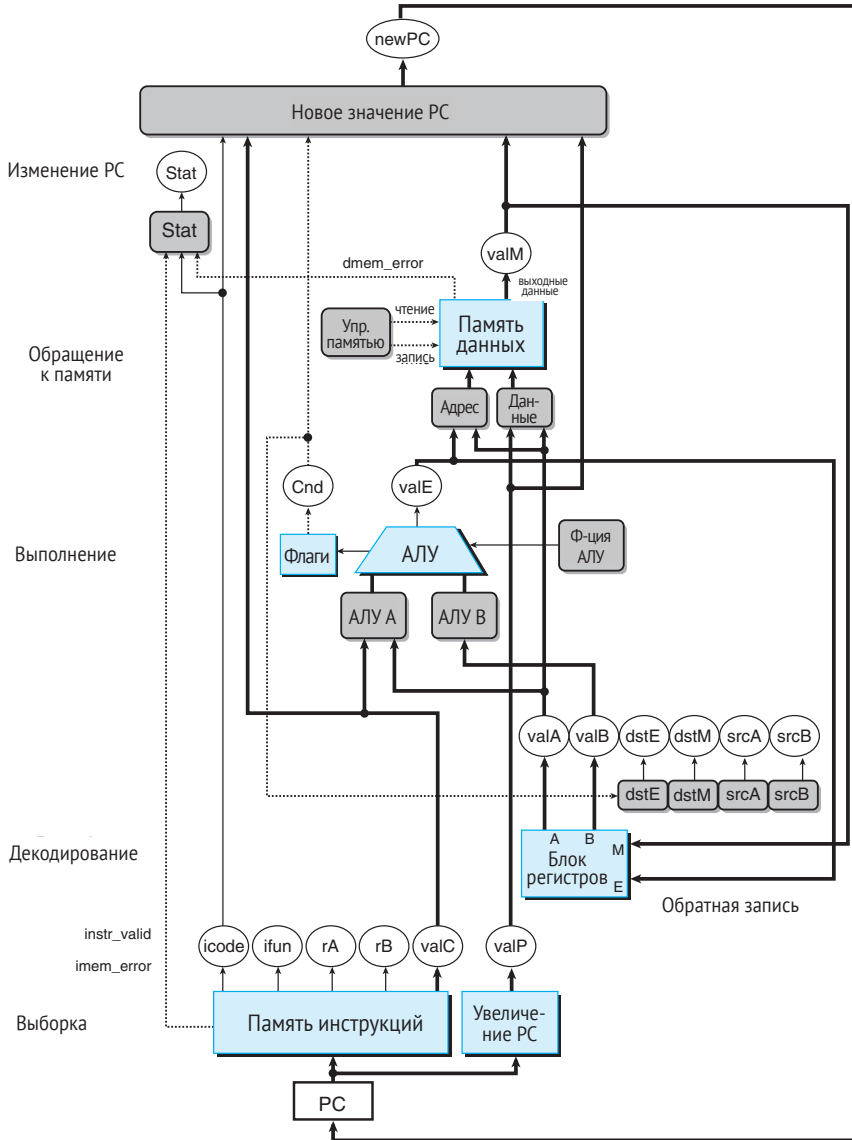 newPC
Новое значение PC
Изменение PC
Stat
Stat
valM
dmem_error
выходные
данные
чтение
Упр.
памятью
запись
Память
данных
Обращение
к памяти
Адрес
Дан-
ные
Cnd
valE
Выполнение
Флаги
АЛУ
Ф-ция
АЛУ
АЛУ A
АЛУ B
valA
valB
dstE
dstM
srcA
srcB
dstE
dstM
srcA
srcB
Декодирование
A
B
M
Блок
регистров
E
Обратная запись
instr_valid
imem_error
icode
ifun
rA
rB
valC
valP
Выборка
Память инструкций
Увеличе-
ние PC
PC